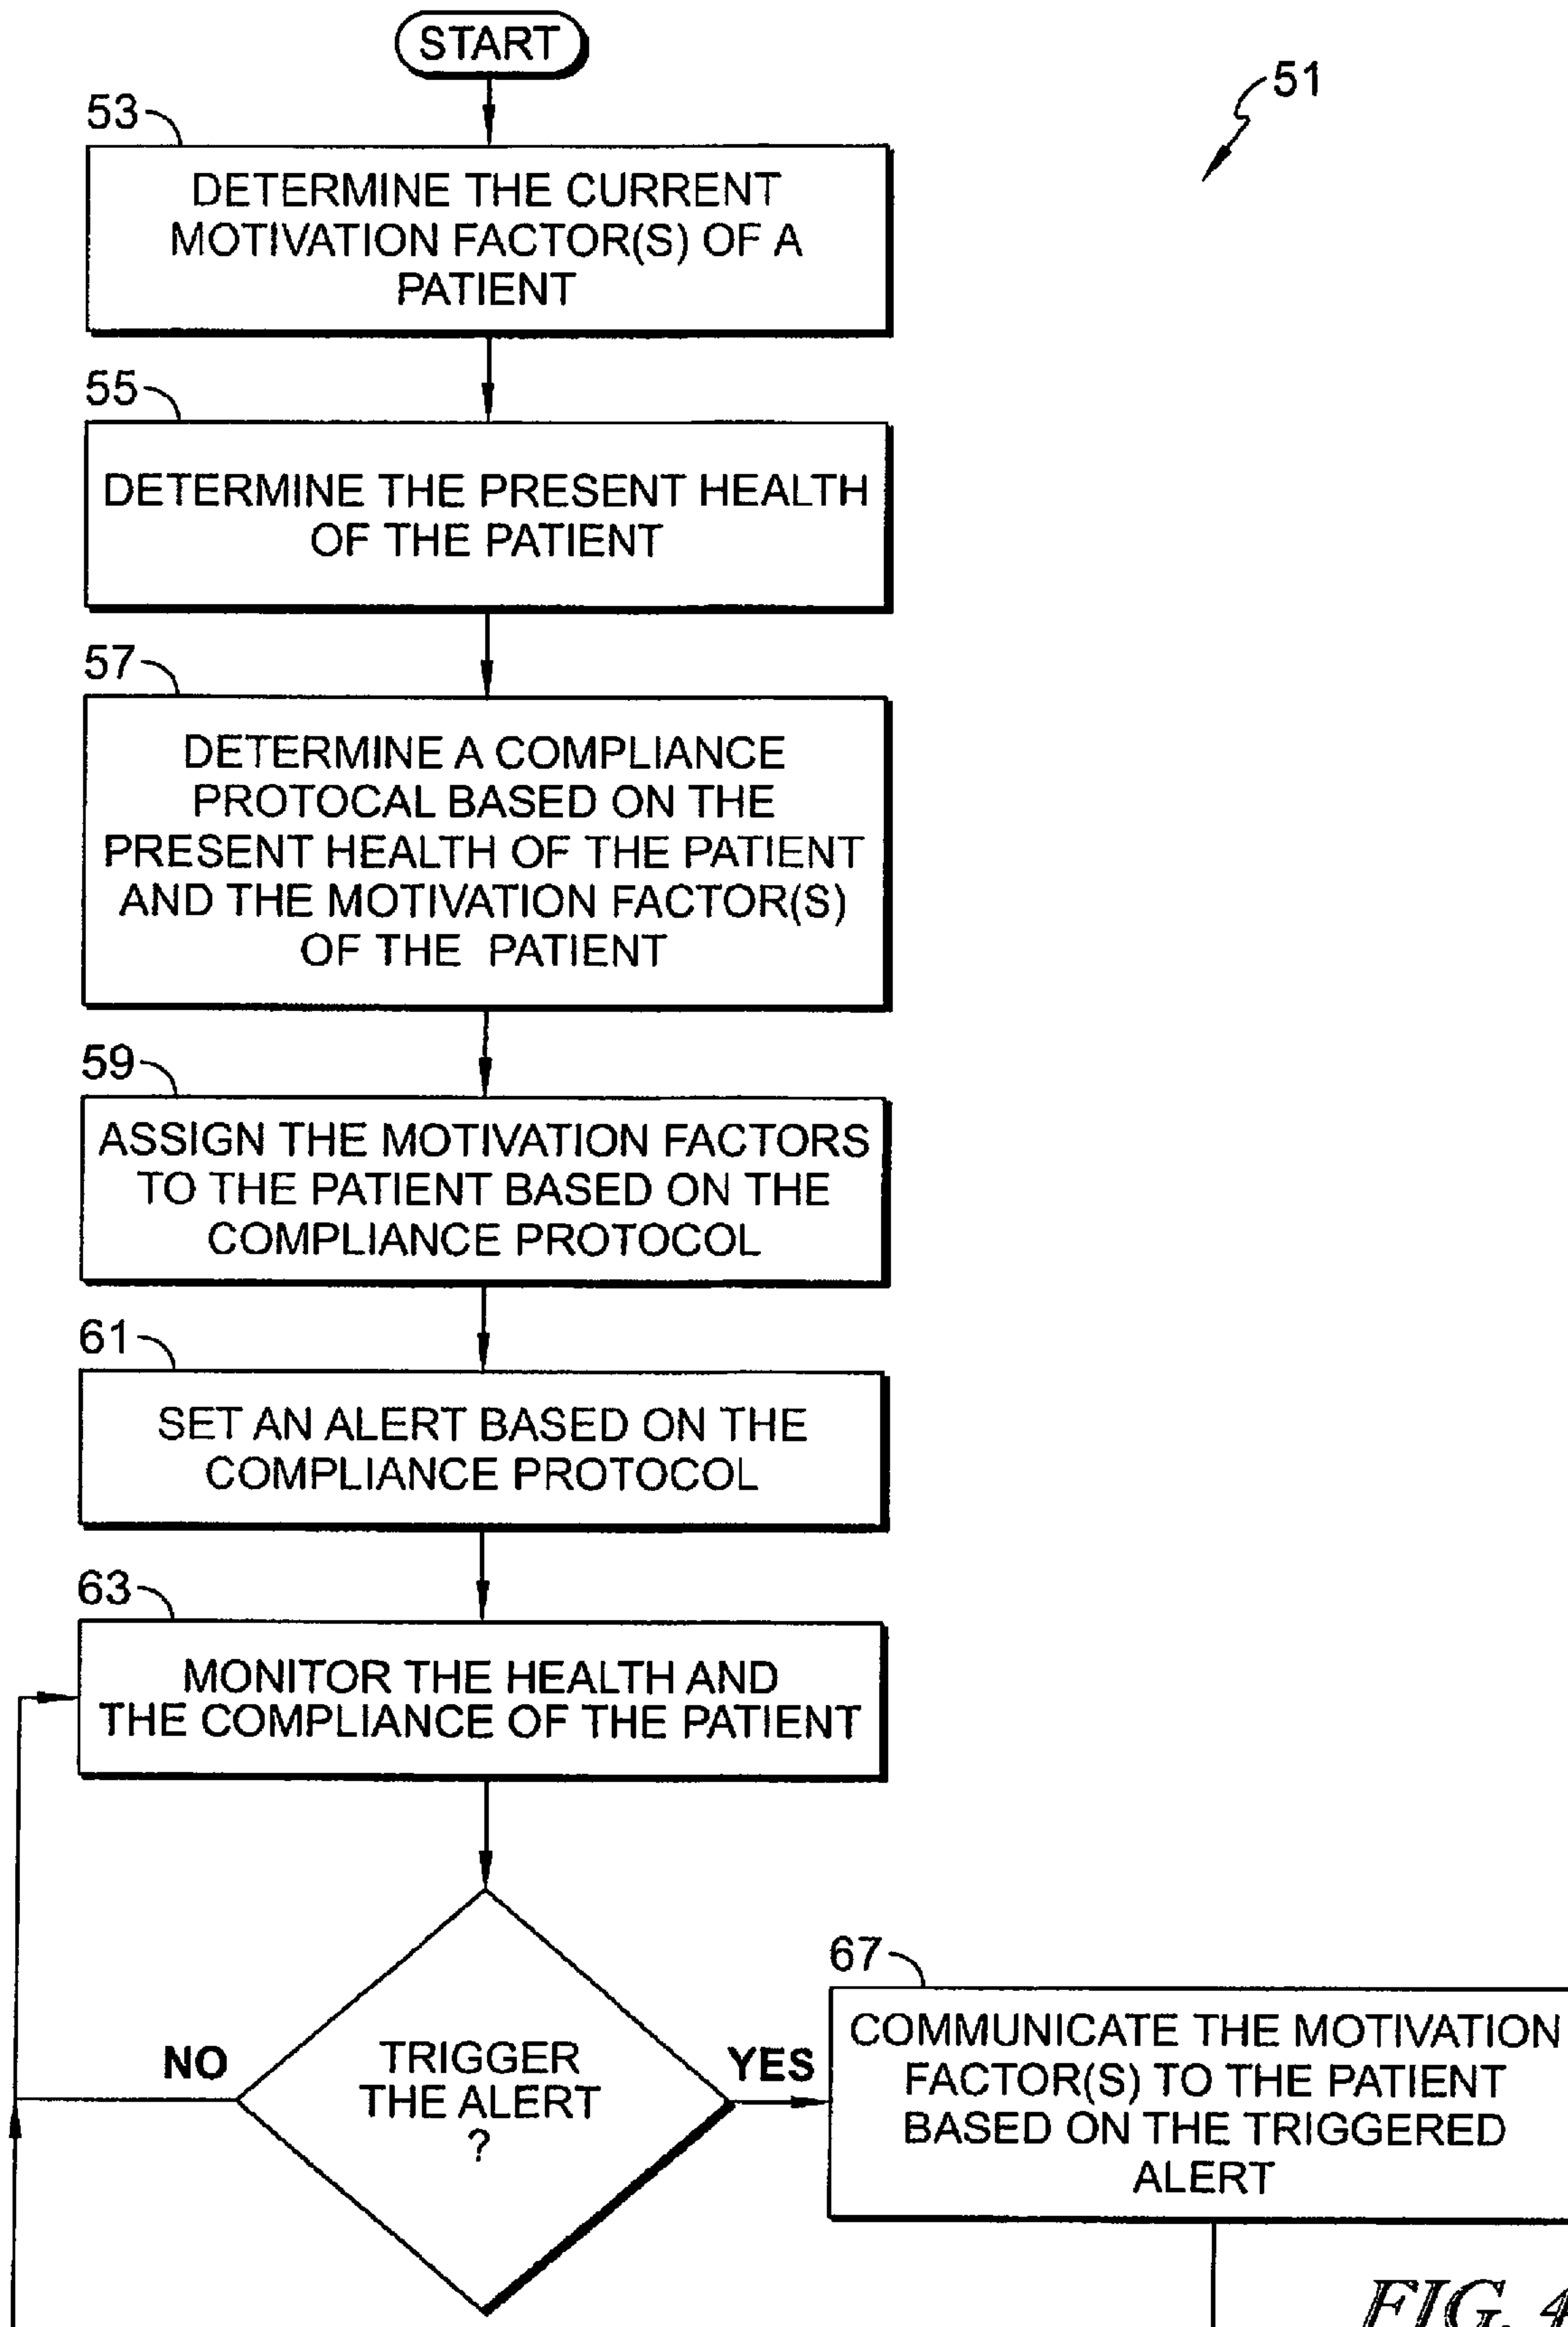 START
51
53
DETERMINE THE CURRENT
MOTIVATION FACTOR(S) OF A
PATIENT
55
DETERMINE THE PRESENT HEALTH
OF THE PATIENT
57
DETERMINE A COMPLIANCE
PROTOCAL BASED ON THE
PRESENT HEALTH OF THE PATIENT
AND THE MOTIVATION FACTOR(S)
OF THE PATIENT
59
ASSIGN THE MOTIVATION FACTORS
TO THE PATIENT BASED ON THE
COMPLIANCE PROTOCOL
61
SET AN ALERT BASED ON THE
COMPLIANCE PROTOCOL
63
MONITOR THE HEALTH AND
THE COMPLIANCE OF THE PATIENT
NO
TRIGGER
THE ALERT
?
YES
67
COMMUNICATE THE MOTIVATION
FACTOR(S) TO THE PATIENT
BASED ON THE TRIGGERED
ALERT
FIG. 4